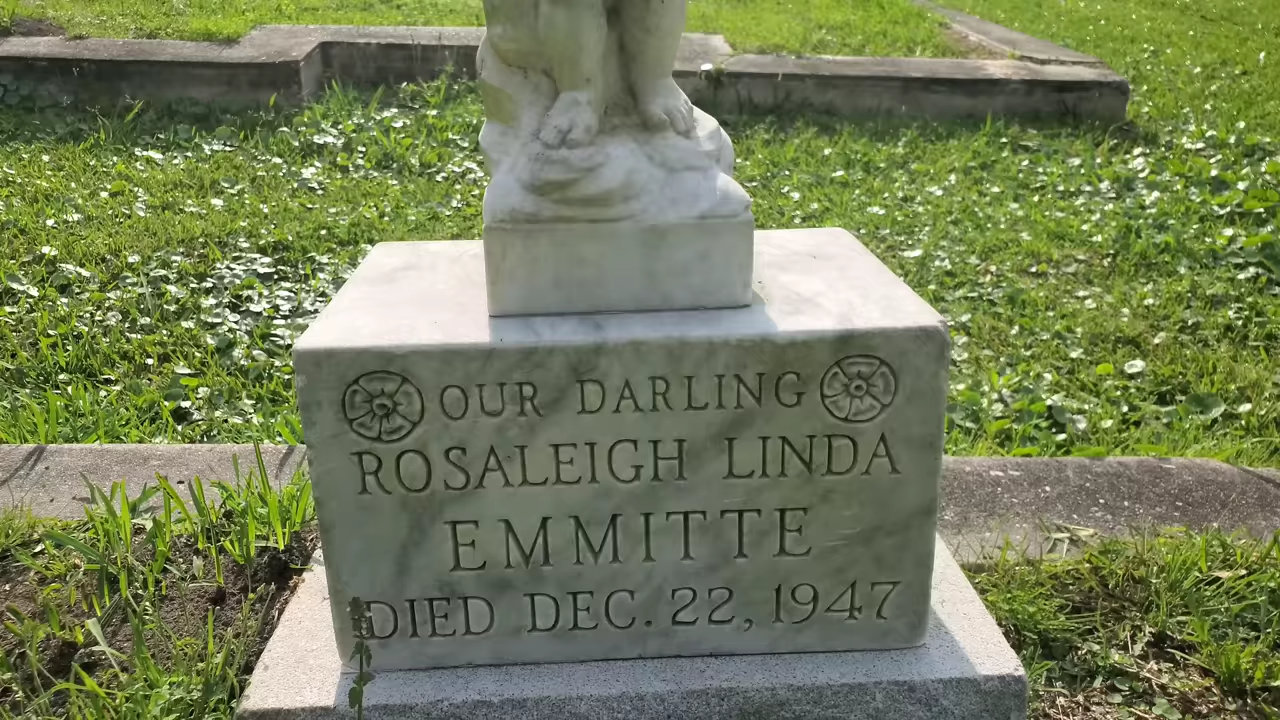 OUR DARLING
ROSALEIGH LINDA
EMMITTE
DIED DEC. 22, 1947